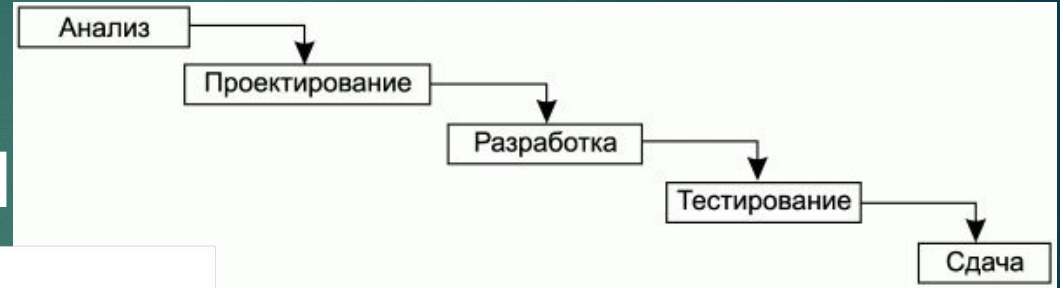 Анализ
Проектирование
Разработка
Тестирование
Сдача